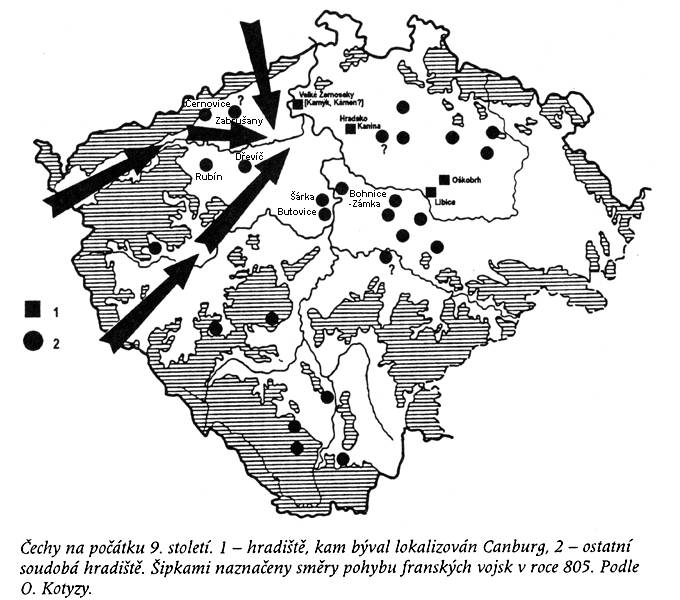 Černovice
?
Zabrušany
Velké Žernoseky
[Kamýk, Kámen?]
Hradsko
Kanina
?
Dřevíč
Rubín
Oškobrh
Libice
Šárka
Bohnice
-Zámka
Butovice
?
1
2
Čechy na počátku 9. století. 1 – hradiště, kam býval lokalizován Canburg, 2 – ostatní
soudobá hradiště. Šipkami naznačeny směry pohybu franských vojsk v roce 805. Podle
O. Kotyzy.